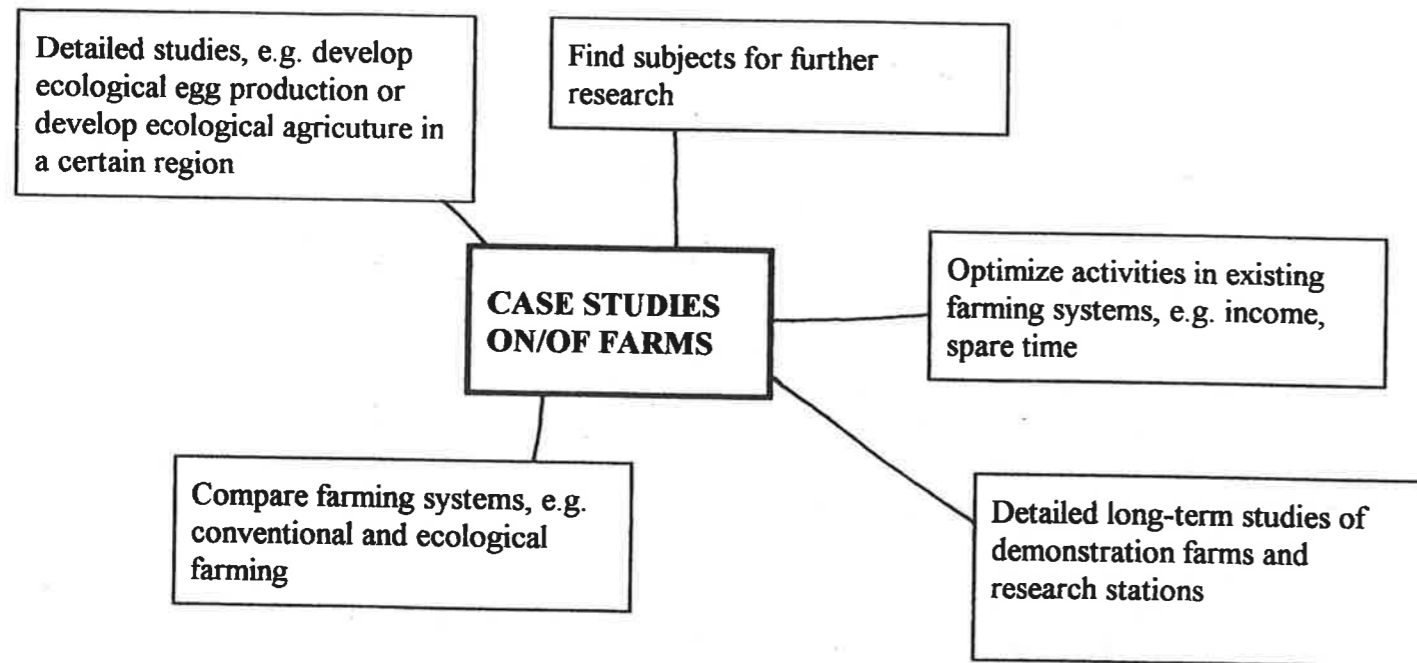 Detailed studies, e.g. develop
ecological egg production or
develop ecological agricuture in
a certain region
Find subjects for further
research
CASE STUDIES
ON/OF FARMS
Optimize activities in existing
farming systems, e.g. income,
spare time
Compare farming systems, e.g.
conventional and ecological
farming
Detailed long-term studies of
demonstration farms and
research stations